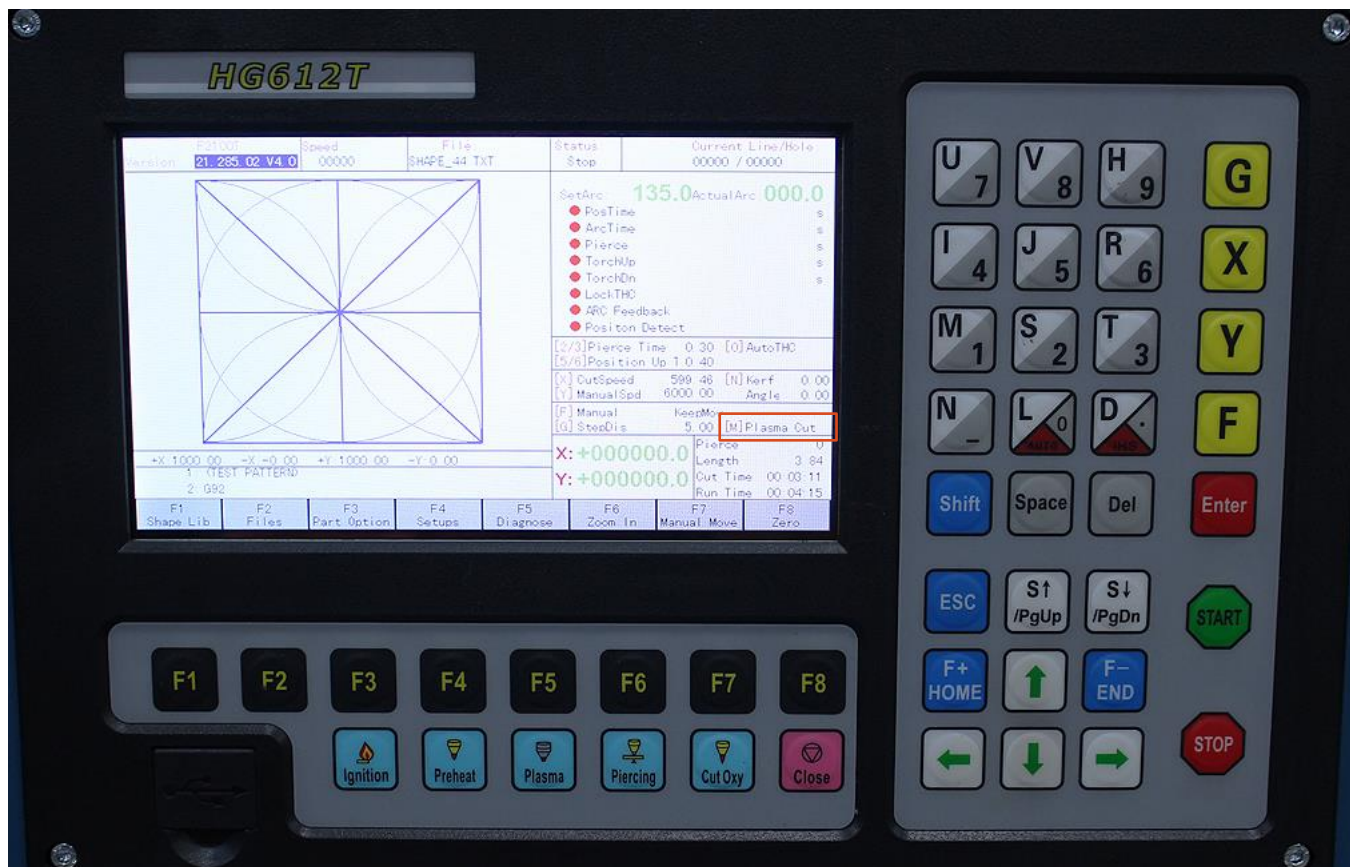 HG612T
F2100T Speed File Status Current Line/Hole
Version 21.285.02 V4.0 00000 SHAPE_44 TXT Stop 00000 / 00000
SetArc 135.0 ActualArc 000.0
PosTime s
ArcTime s
Pierce s
TorchUp s
TorchDn s
LockTHC
ARC Feedback
Positon Detect
[2/3]Pierce Time 0.30 [0]AutoTHC
[5/6]Position Up T 0.40
[X]CutSpeed 599.46 [N]Kerf 0.00
[Y]ManualSpd 6000.00 Angle 0.00
[F]Manual KeepMov
[G]StepDis 5.00 [M]Plasma Cut
X:+000000.0 Pierce 0
Length 3.84
Y:+000000.0 Cut Time 00:03:11
Run Time 00:04:15
+X:1000.00 -X:-0.00 +Y:1000.00 -Y:0.00
1: (TEST PATTERN)
2: G92
F1 F2 F3 F4 F5 F6 F7 F8
Shape Lib Files Part Option Setups Diagnose Zoom In Manual Move Zero
F1 F2 F3 F4 F5 F6 F7 F8
Ignition Preheat Plasma Piercing Cut Oxy Close
U 7 V 8 H 9 G
I 4 J 5 R 6 X
M 1 S 2 T 3 Y
N _ L 0 AUTO D . IHS F
Shift Space Del Enter
ESC S↑ /PgUp S↓ /PgDn START
F+ HOME ↑ F− END
← ↓ → STOP